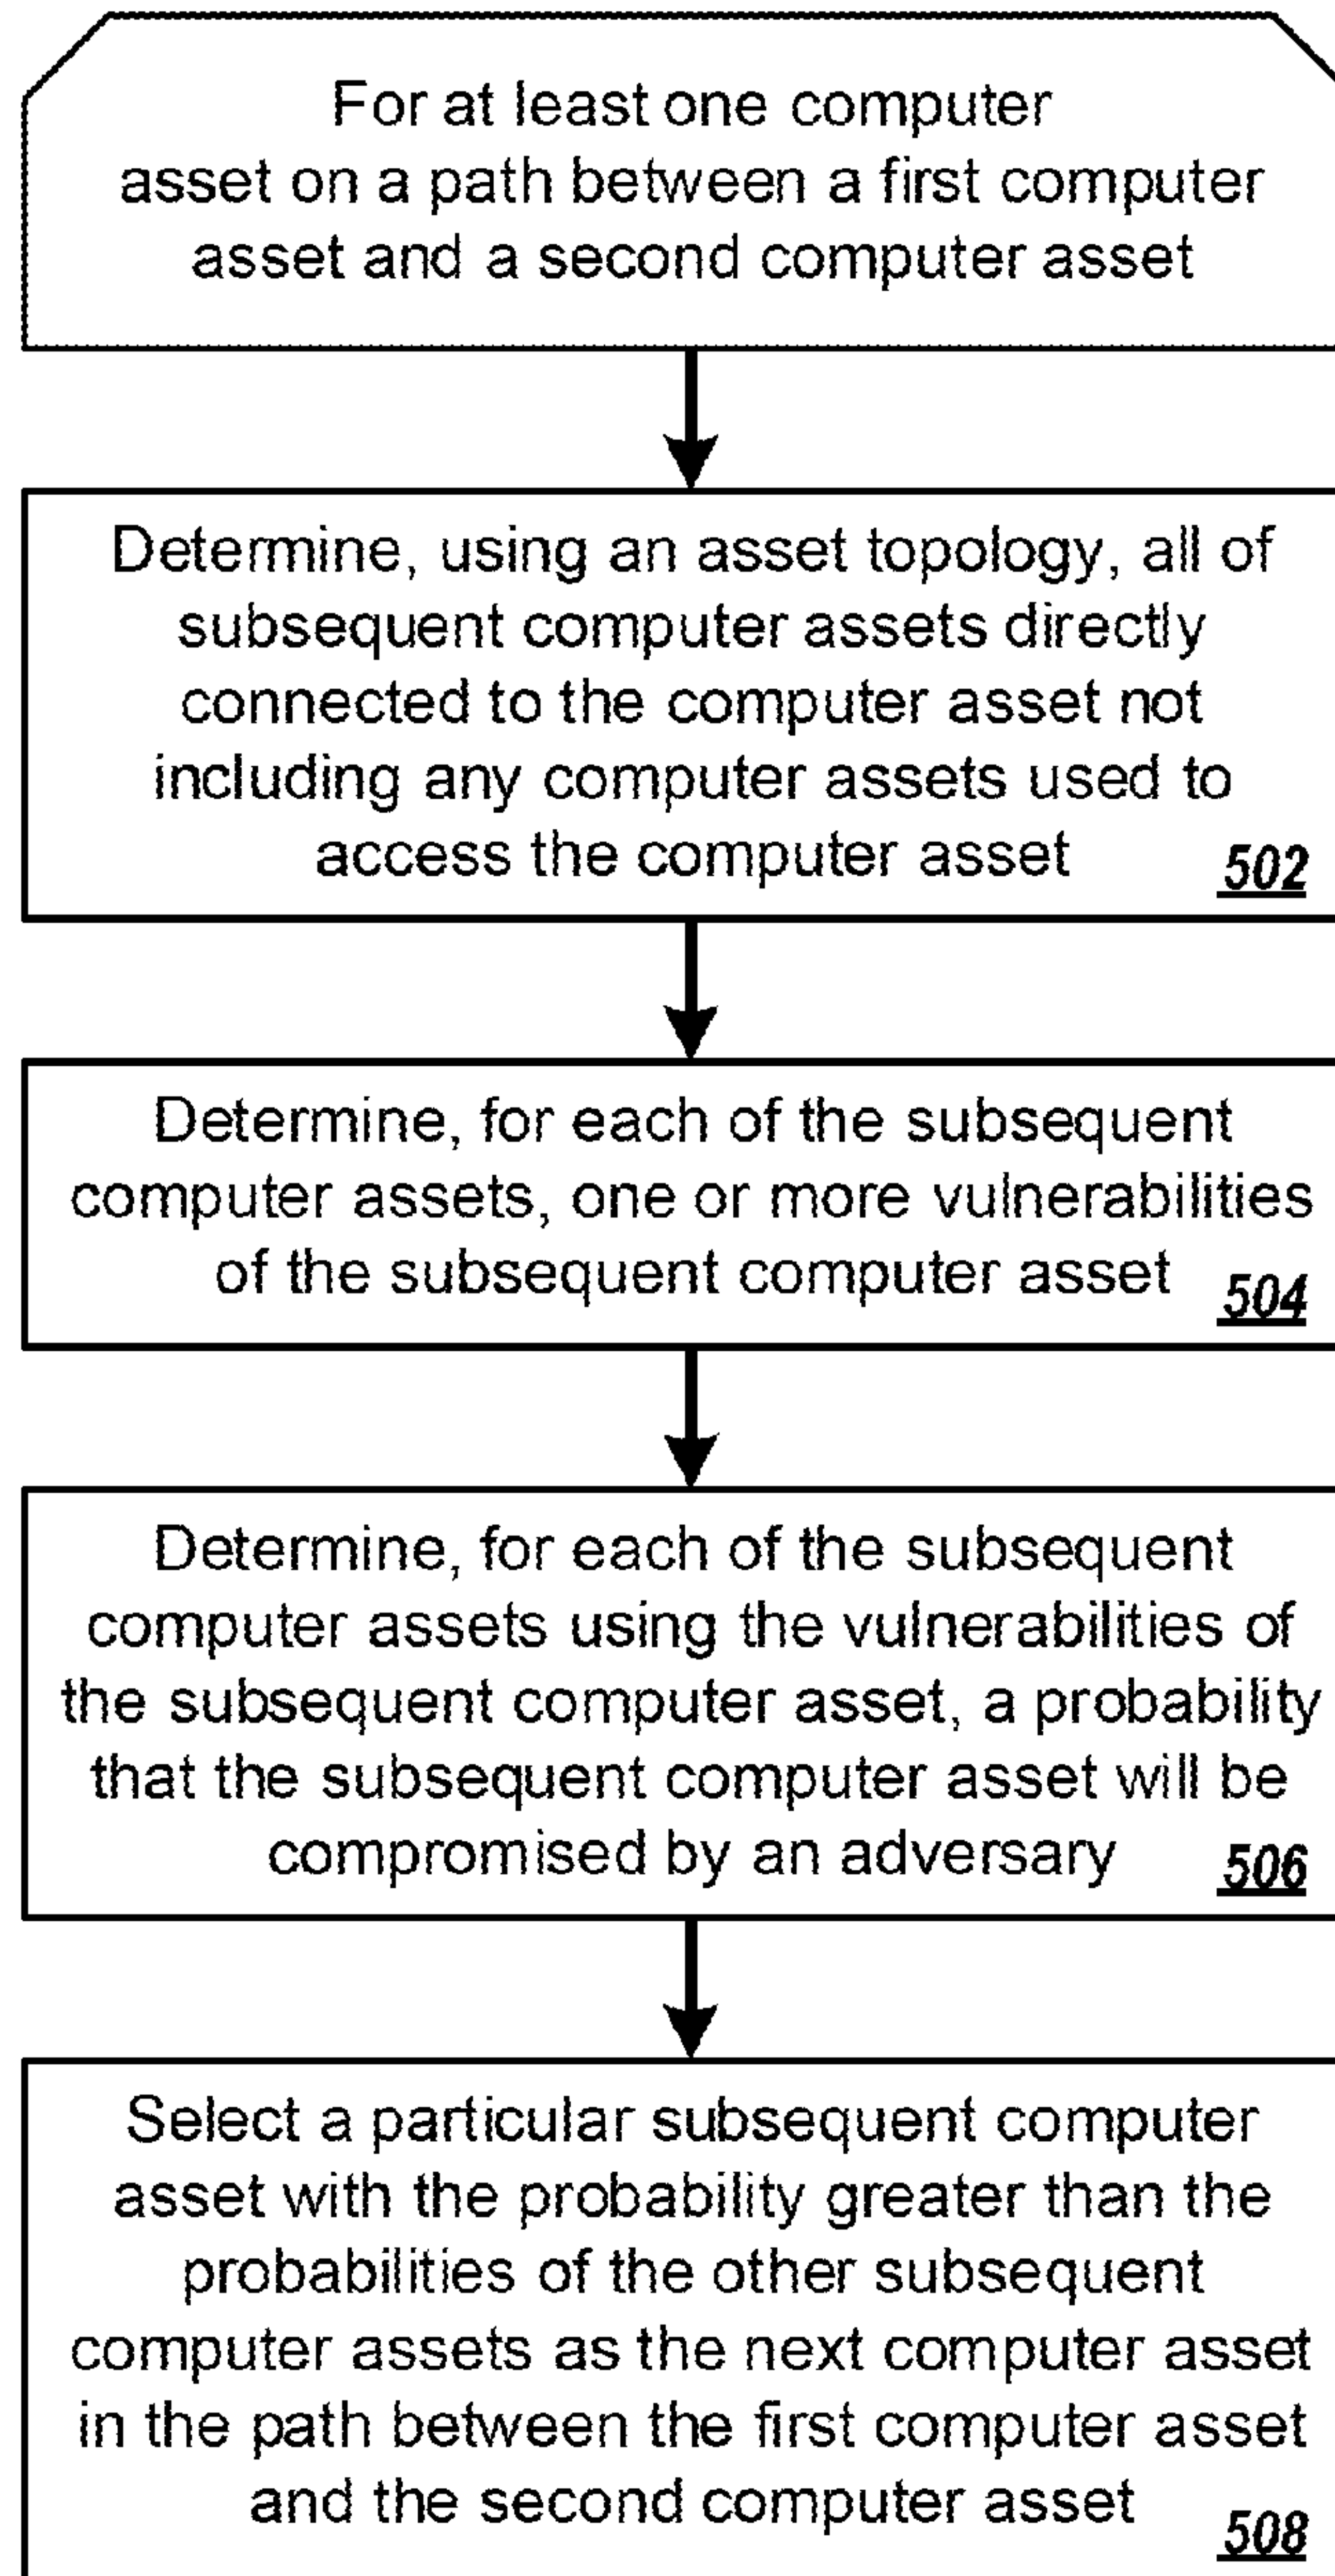 For at least one computer
asset on a path between a first computer
asset and a second computer asset
Determine, using an asset topology, all of
subsequent computer assets directly
connected to the computer asset not
including any computer assets used to
access the computer asset 502
Determine, for each of the subsequent
computer assets, one or more vulnerabilities
of the subsequent computer asset 504
Determine, for each of the subsequent
computer assets using the vulnerabilities of
the subsequent computer asset, a probability
that the subsequent computer asset will be
compromised by an adversary 506
Select a particular subsequent computer
asset with the probability greater than the
probabilities of the other subsequent
computer assets as the next computer asset
in the path between the first computer asset
and the second computer asset 508